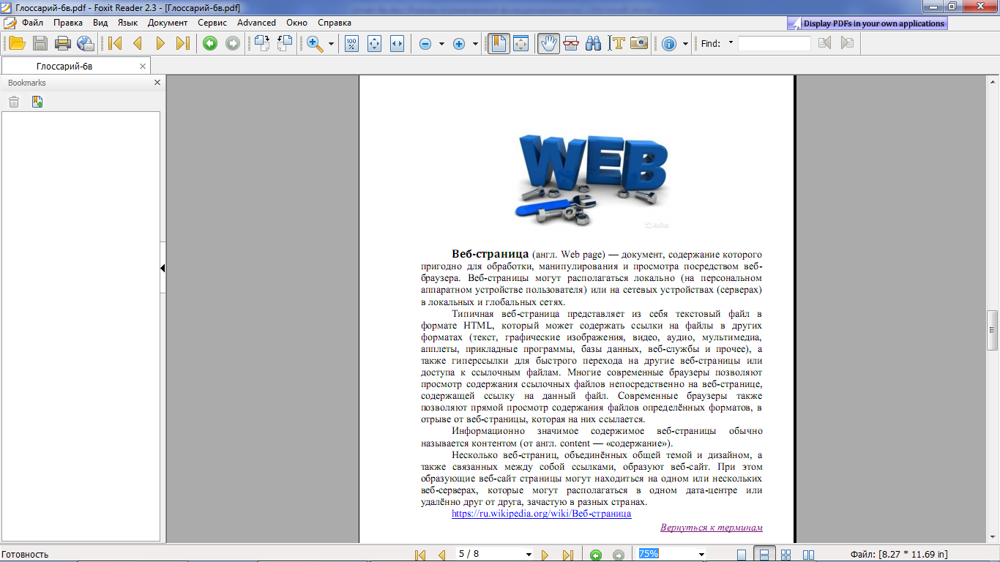 Глоссарий-6в.pdf - Foxit Reader 2.3 - [Глоссарий-6в.pdf]
Файл Правка Вид Язык Документ Сервис Advanced Окно Справка
Display PDFs in your own applications
100 %
Find:
Глоссарий-6в
Bookmarks
WEB
Веб-страница (англ. Web page) — документ, содержание которого
пригодно для обработки, манипулирования и просмотра посредством веб-
браузера. Веб-страницы могут располагаться локально (на персональном
аппаратном устройстве пользователя) или на сетевых устройствах (серверах)
в локальных и глобальных сетях.
Типичная веб-страница представляет из себя текстовый файл в
формате HTML, который может содержать ссылки на файлы в других
форматах (текст, графические изображения, видео, аудио, мультимедиа,
апплеты, прикладные программы, базы данных, веб-службы и прочее), а
также гиперссылки для быстрого перехода на другие веб-страницы или
доступа к ссылочным файлам. Многие современные браузеры позволяют
просмотр содержания ссылочных файлов непосредственно на веб-странице,
содержащей ссылку на данный файл. Современные браузеры также
позволяют прямой просмотр содержания файлов определённых форматов, в
отрыве от веб-страницы, которая на них ссылается.
Информационно значимое содержимое веб-страницы обычно
называется контентом (от англ. content — «содержание»).
Несколько веб-страниц, объединённых общей темой и дизайном, а
также связанных между собой ссылками, образуют веб-сайт. При этом
образующие веб-сайт страницы могут находиться на одном или нескольких
веб-серверах, которые могут располагаться в одном дата-центре или
удалённо друг от друга, зачастую в разных странах.
https://ru.wikipedia.org/wiki/Веб-страница
Вернуться к терминам
Готовность
5 / 8
75%
Файл: [8.27 * 11.69 in]